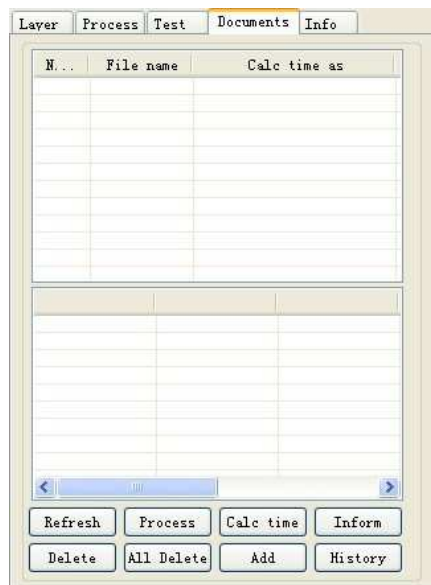 Layer Process Test Documents Info
N... File name Calc time as
Refresh Process Calc time Inform
Delete All Delete Add History